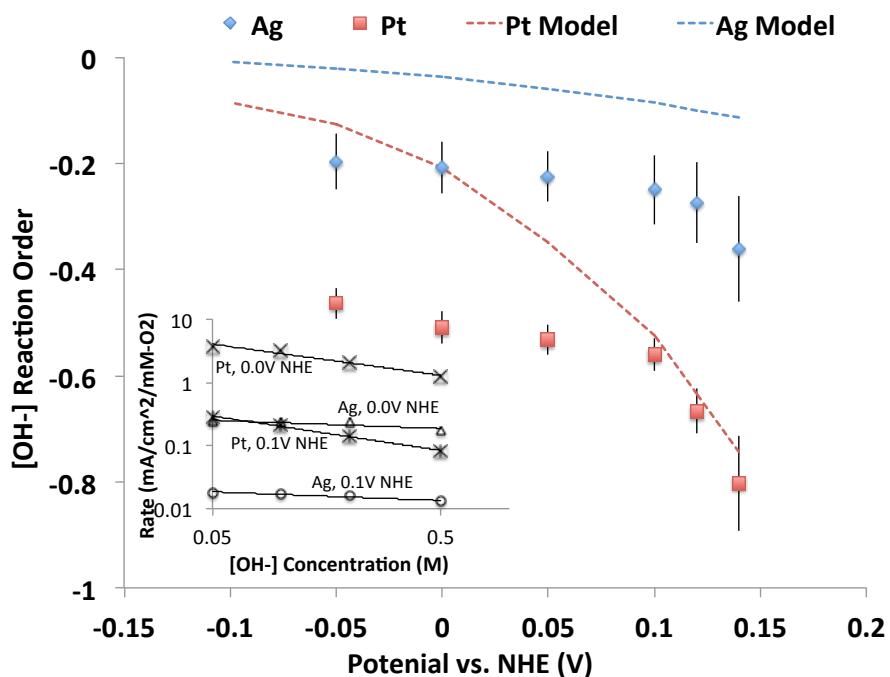 Ag Pt Pt Model Ag Model
0
-0.2
-0.4
-0.6
-0.8
-1
[OH-] Reaction Order
-0.15 -0.1 -0.05 0 0.05 0.1 0.15 0.2
Potenial vs. NHE (V)
10
1
0.1
0.01
Rate (mA/cm^2/mM-O2)
Pt, 0.0V NHE
Ag, 0.0V NHE
Pt, 0.1V NHE
Ag, 0.1V NHE
0.05 0.5
[OH-] Concentration (M)